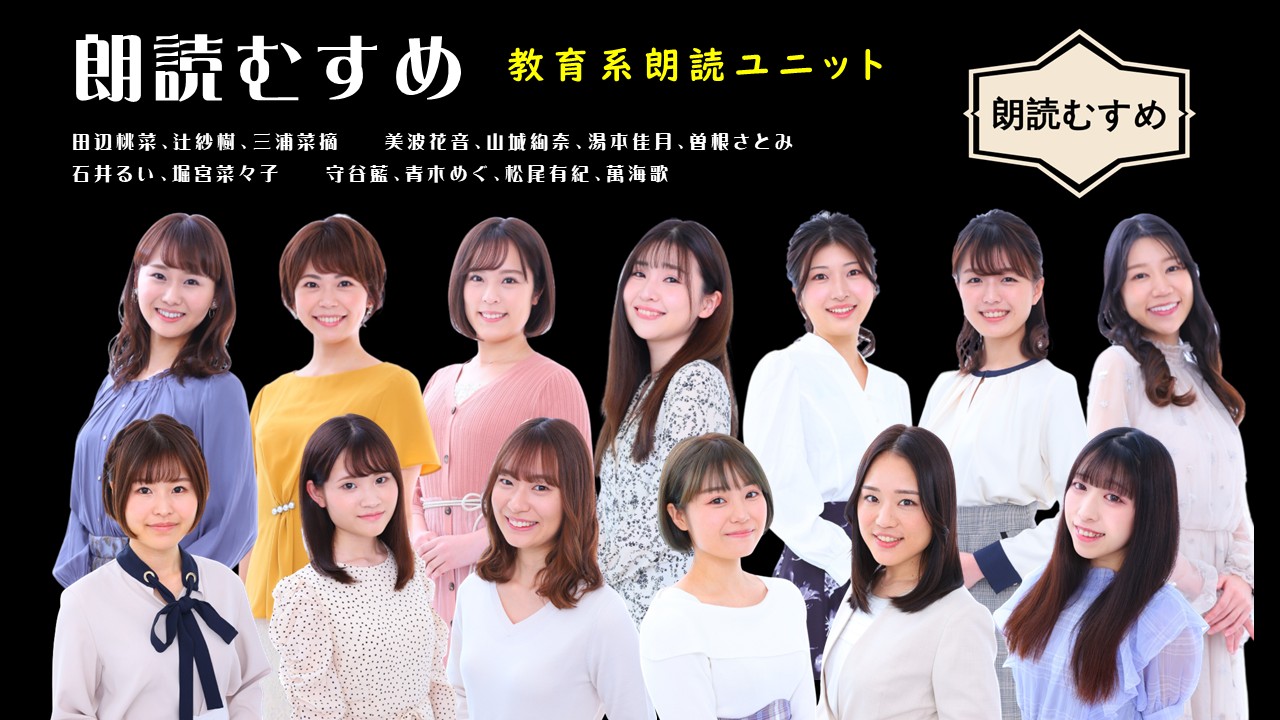 朗読むすめ 教育系朗読ユニット
朗読むすめ
田辺桃菜、辻紗樹、三浦菜摘　美波花音、山城絢奈、湯本佳月、曽根さとみ
石井るい、堀宮菜々子　守谷藍、青木めぐ、松尾有紀、萬海歌